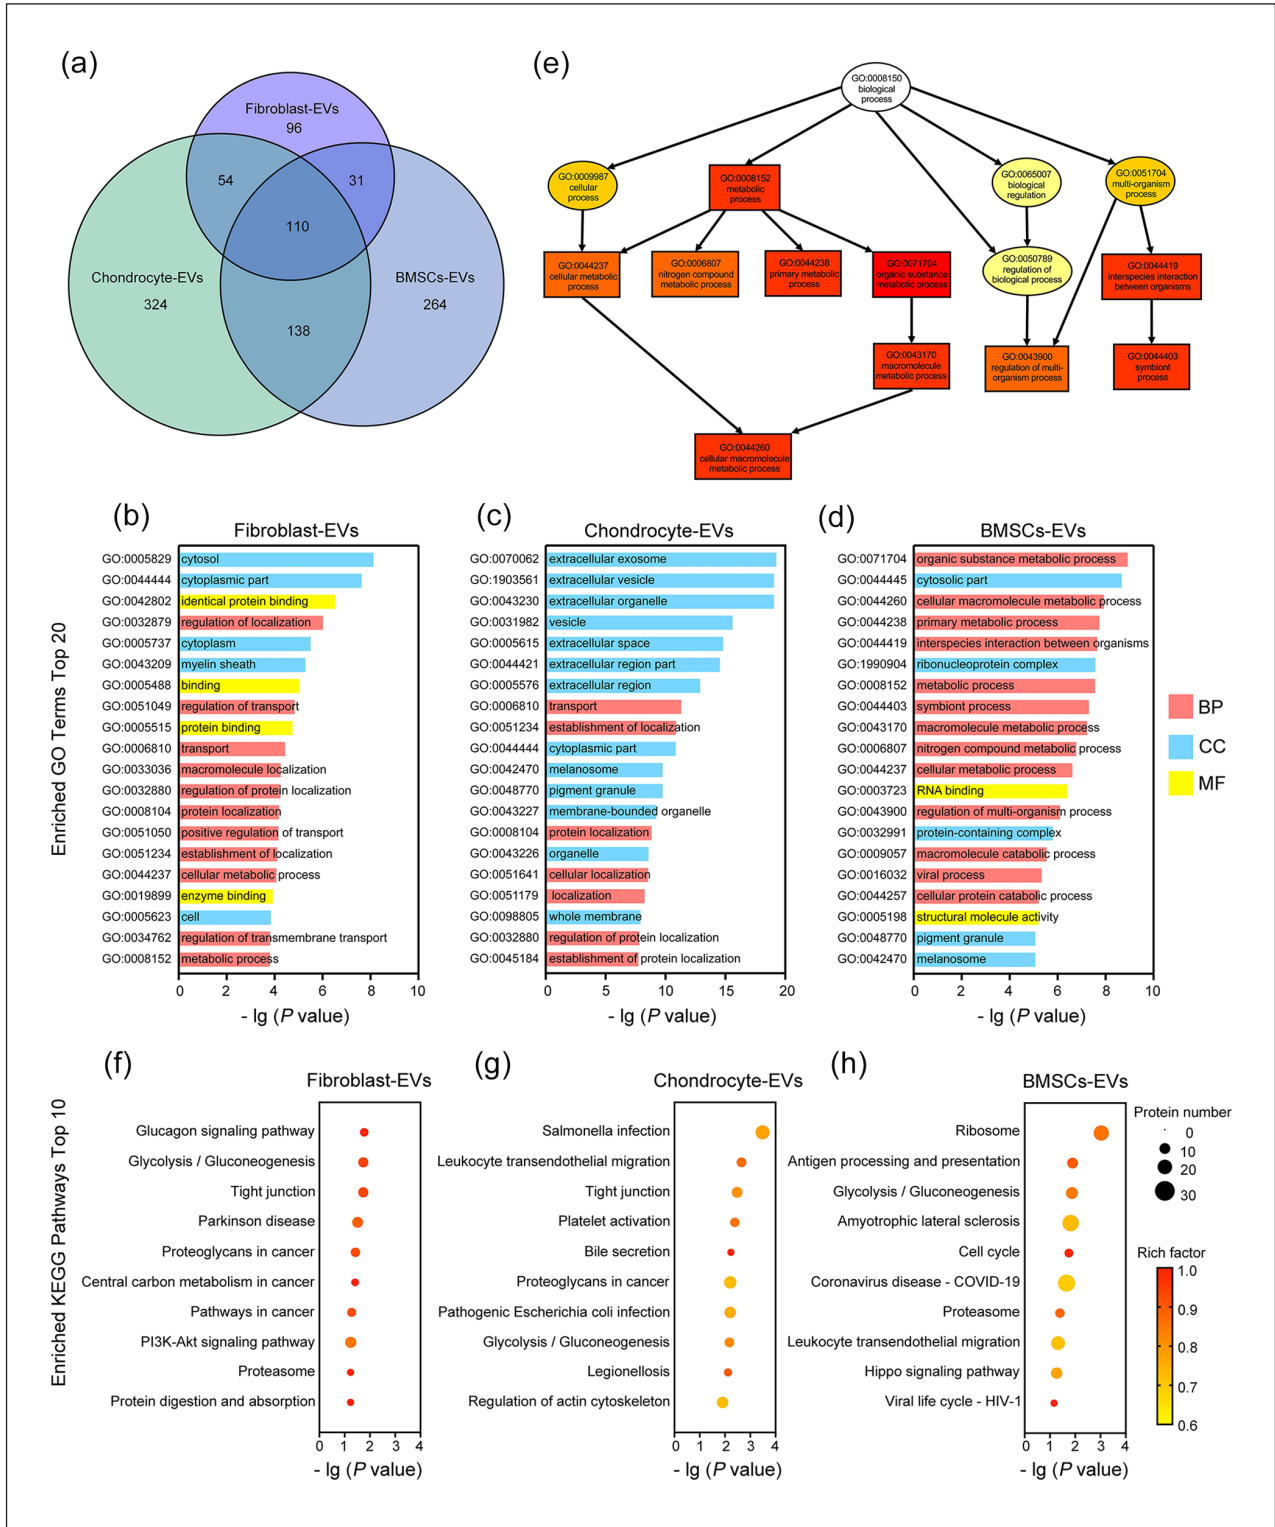 (a)
Fibroblast-EVs
96
54
31
110
Chondrocyte-EVs
324
BMSCs-EVs
264
138
(e)
GO:0008150
biological
process
GO:0009987
cellular
process
GO:0008152
metabolic
process
GO:0065007
biological
regulation
GO:0051704
multi-organism
process
GO:0044237
cellular metabolic
process
GO:0006807
nitrogen compound
metabolic process
GO:0044238
primary metabolic
process
GO:0071704
organic substance
metabolic process
GO:0050789
regulation of
biological process
GO:0044419
interspecies interaction
between organisms
GO:0043170
macromolecule
metabolic process
GO:0043900
regulation of multi-
organism process
GO:0044403
symbiont
process
GO:0044260
cellular macromolecule
metabolic process
Enriched GO Terms Top 20
(b)
Fibroblast-EVs
GO:0005829 cytosol
GO:0044444 cytoplasmic part
GO:0042802 identical protein binding
GO:0032879 regulation of localization
GO:0005737 cytoplasm
GO:0043209 myelin sheath
GO:0005488 binding
GO:0051049 regulation of transport
GO:0005515 protein binding
GO:0006810 transport
GO:0033036 macromolecule localization
GO:0032880 regulation of protein localization
GO:0008104 protein localization
GO:0051050 positive regulation of transport
GO:0051234 establishment of localization
GO:0044237 cellular metabolic process
GO:0019899 enzyme binding
GO:0005623 cell
GO:0034762 regulation of transmembrane transport
GO:0008152 metabolic process
0 2 4 6 8 10
- lg (P value)
(c)
Chondrocyte-EVs
GO:0070062 extracellular exosome
GO:1903561 extracellular vesicle
GO:0043230 extracellular organelle
GO:0031982 vesicle
GO:0005615 extracellular space
GO:0044421 extracellular region part
GO:0005576 extracellular region
GO:0006810 transport
GO:0051234 establishment of localization
GO:0044444 cytoplasmic part
GO:0042470 melanosome
GO:0048770 pigment granule
GO:0043227 membrane-bounded organelle
GO:0008104 protein localization
GO:0043226 organelle
GO:0051641 cellular localization
GO:0051179 localization
GO:0098805 whole membrane
GO:0032880 regulation of protein localization
GO:0045184 establishment of protein localization
0 5 10 15 20
- lg (P value)
(d)
BMSCs-EVs
GO:0071704 organic substance metabolic process
GO:0044445 cytosolic part
GO:0044260 cellular macromolecule metabolic process
GO:0044238 primary metabolic process
GO:0044419 interspecies interaction between organisms
GO:1990904 ribonucleoprotein complex
GO:0008152 metabolic process
GO:0044403 symbiont process
GO:0043170 macromolecule metabolic process
GO:0006807 nitrogen compound metabolic process
GO:0044237 cellular metabolic process
GO:0003723 RNA binding
GO:0043900 regulation of multi-organism process
GO:0032991 protein-containing complex
GO:0009057 macromolecule catabolic process
GO:0016032 viral process
GO:0044257 cellular protein catabolic process
GO:0005198 structural molecule activity
GO:0048770 pigment granule
GO:0042470 melanosome
0 2 4 6 8 10
- lg (P value)
BP
CC
MF
Enriched KEGG Pathways Top 10
(f)
Fibroblast-EVs
Glucagon signaling pathway
Glycolysis / Gluconeogenesis
Tight junction
Parkinson disease
Proteoglycans in cancer
Central carbon metabolism in cancer
Pathways in cancer
PI3K-Akt signaling pathway
Proteasome
Protein digestion and absorption
0 1 2 3 4
- lg (P value)
(g)
Chondrocyte-EVs
Salmonella infection
Leukocyte transendothelial migration
Tight junction
Platelet activation
Bile secretion
Proteoglycans in cancer
Pathogenic Escherichia coli infection
Glycolysis / Gluconeogenesis
Legionellosis
Regulation of actin cytoskeleton
0 1 2 3 4
- lg (P value)
(h)
BMSCs-EVs
Ribosome
Antigen processing and presentation
Glycolysis / Gluconeogenesis
Amyotrophic lateral sclerosis
Cell cycle
Coronavirus disease - COVID-19
Proteasome
Leukocyte transendothelial migration
Hippo signaling pathway
Viral life cycle - HIV-1
0 1 2 3 4
- lg (P value)
Protein number
0
10
20
30
Rich factor
1.0
0.9
0.8
0.7
0.6